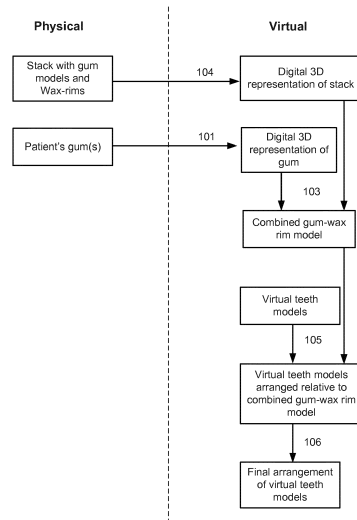 Physical
Virtual
Stack with gum
models and
Wax-rims
104
Digital 3D
representation of stack
Patient's gum(s)
101
Digital 3D
representation of
gum
103
Combined gum-wax
rim model
Virtual teeth
models
105
Virtual teeth models
arranged relative to
combined gum-wax rim
model
106
Final arrangement
of virtual teeth
models